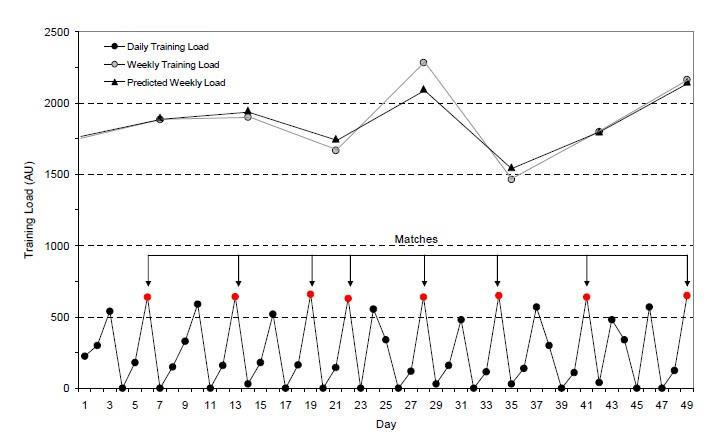 2500
Daily Training Load
Weekly Training Load
Predicted Weekly Load
2000
1500
Training Load (AU)
1000
Matches
500
0
1 3 5 7 9 11 13 15 17 19 21 23 25 27 29 31 33 35 37 39 41 43 45 47 49
Day